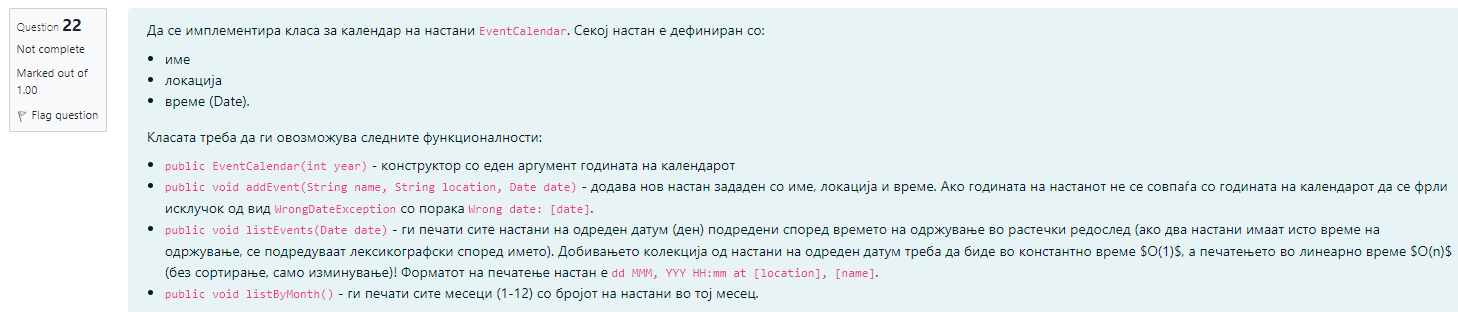 Question 22
Not complete
Marked out of
1.00
Flag question
Да се имплементира класа за календар на настани EventCalendar. Секој настан е дефиниран со:
• име
• локација
• време (Date).
Класата треба да ги овозможува следните функционалности:
• public EventCalendar(int year) - конструктор со еден аргумент годината на календарот
• public void addEvent(String name, String location, Date date) - додава нов настан зададен со име, локација и време. Ако годината на настанот не се совпаѓа со годината на календарот да се фрли
исклучок од вид WrongDateException со порака Wrong date: [date].
• public void listEvents(Date date) - ги печати сите настани на одреден датум (ден) подредени според времето на одржување во растечки редослед (ако два настани имаат исто време на
одржување, се подредуваат лексикографски според името). Добивањето колекција од настани на одреден датум треба да биде во константно време $O(1)$, а печатењето во линеарно време $O(n)$
(без сортирање, само изминување)! Форматот на печатење настан е dd MMM, YYY HH:mm at [location], [name].
• public void listByMonth() - ги печати сите месеци (1-12) со бројот на настани во тој месец.